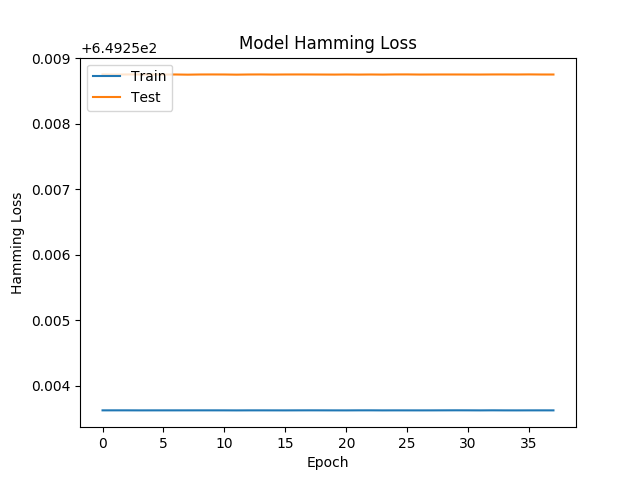 Model Hamming Loss
+6.4925e2
0.009
0.008
0.007
0.006
0.005
0.004
Hamming Loss
Train
Test
0 5 10 15 20 25 30 35
Epoch